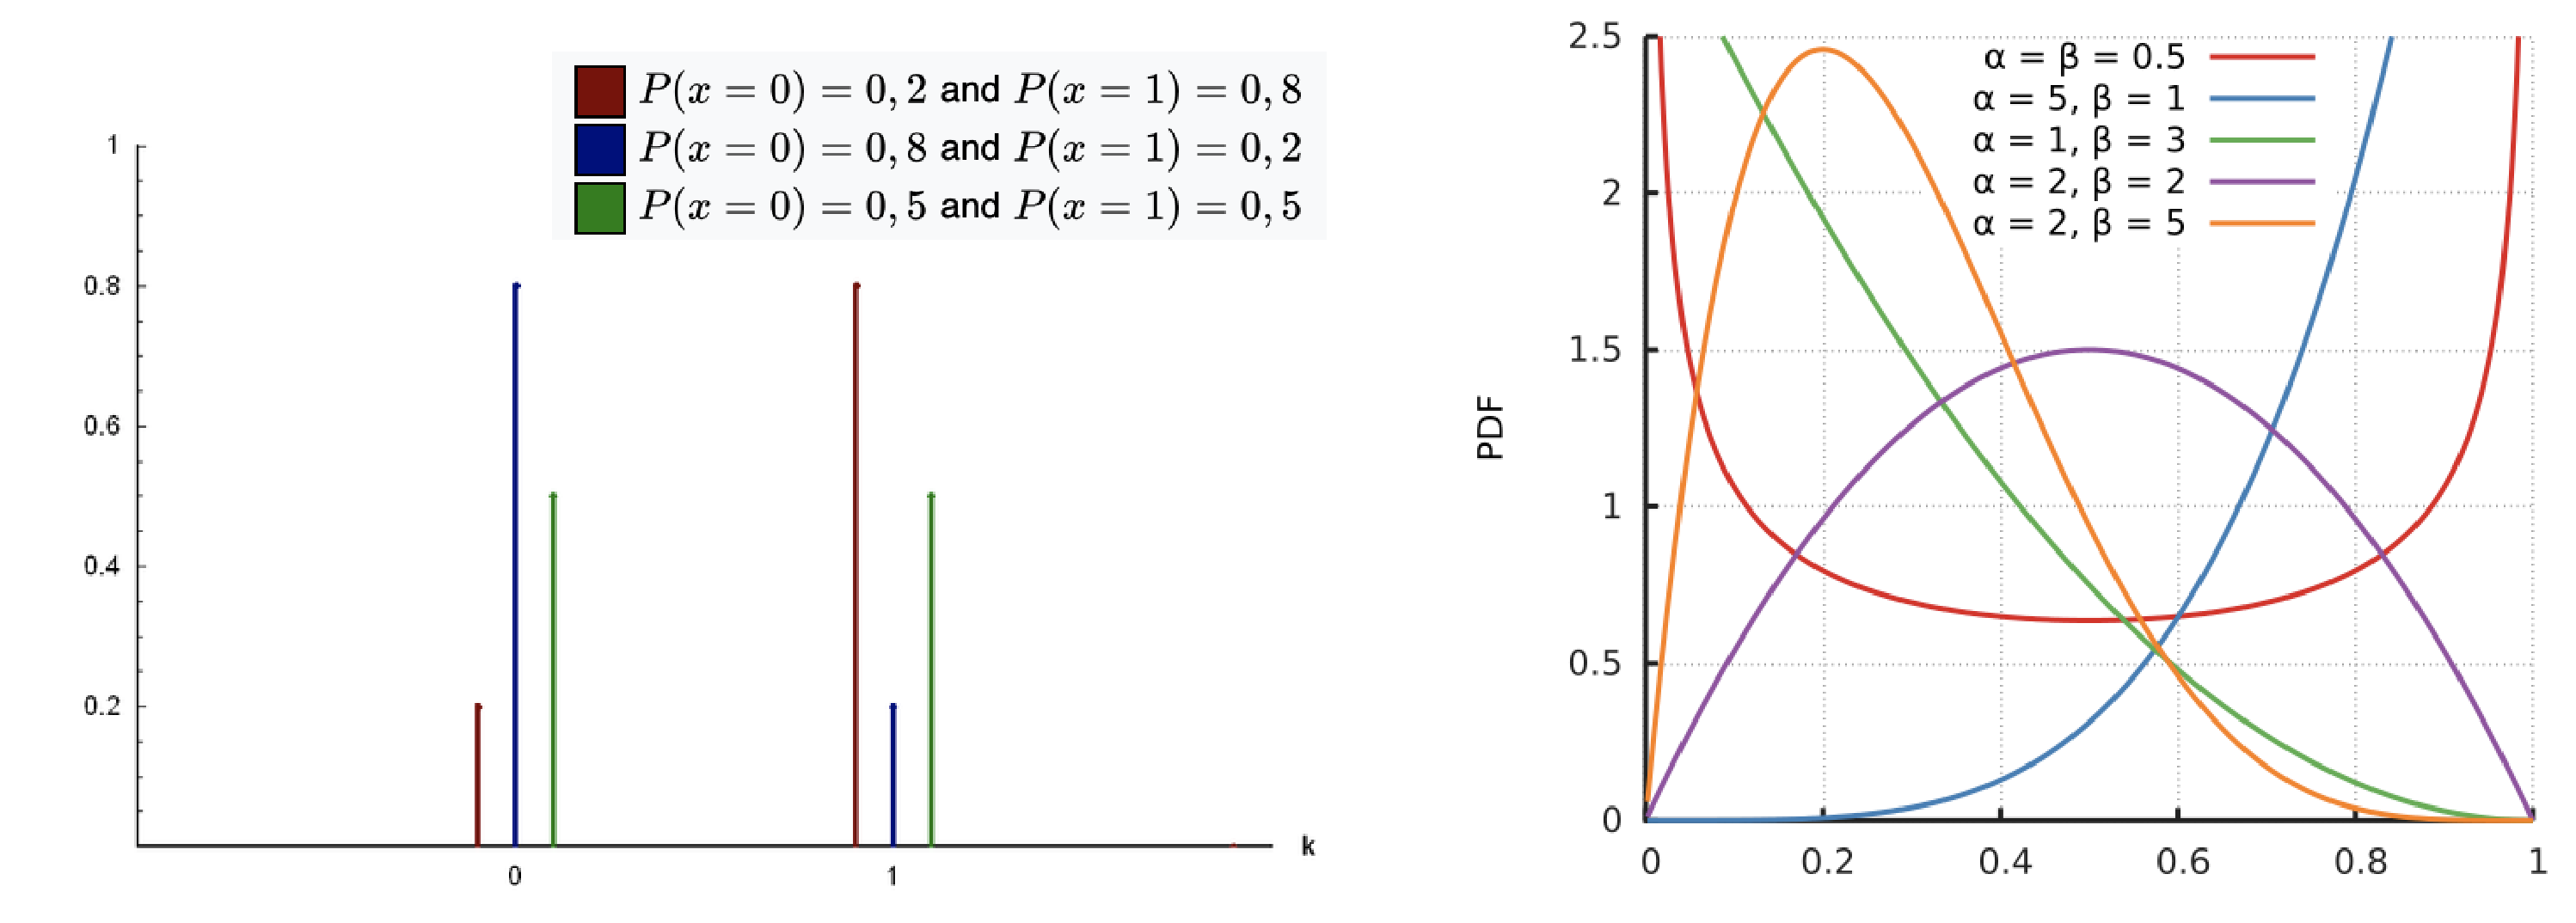 P(x = 0) = 0, 2 and P(x = 1) = 0, 8
P(x = 0) = 0, 8 and P(x = 1) = 0, 2
P(x = 0) = 0, 5 and P(x = 1) = 0, 5
1
0.8
0.6
0.4
0.2
k
0 1
2.5
2
1.5
1
0.5
0
PDF
α = β = 0.5
α = 5, β = 1
α = 1, β = 3
α = 2, β = 2
α = 2, β = 5
0 0.2 0.4 0.6 0.8 1